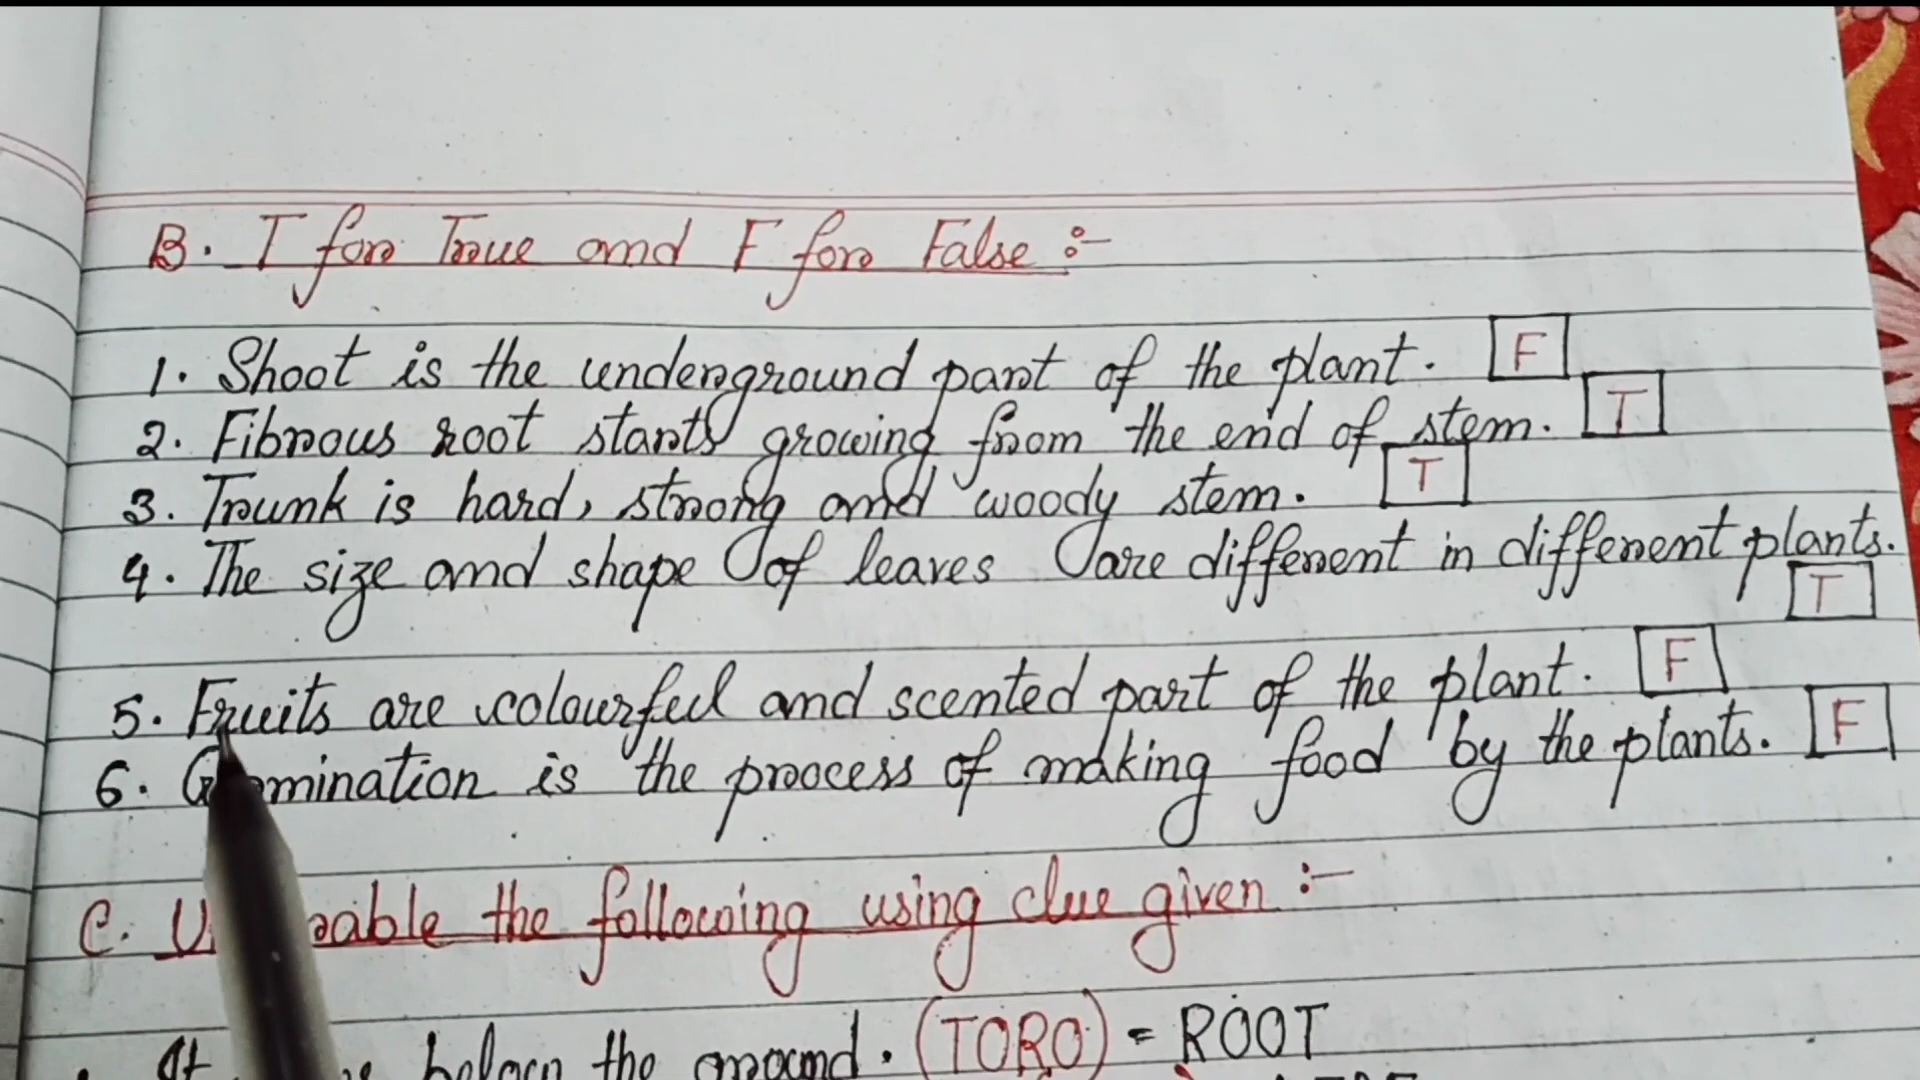 B. T for True and F for False :-
1. Shoot is the underground part of the plant. F
2. Fibrous root starts growing from the end of stem. T
3. Trunk is hard, strong and woody stem. T
4. The size and shape of leaves are different in different plants.
T
5. Fruits are colourful and scented part of the plant. F
6. is the process of making food by the plants. F
C. the following using clue given :-
It the ground. (TORO) = ROOT